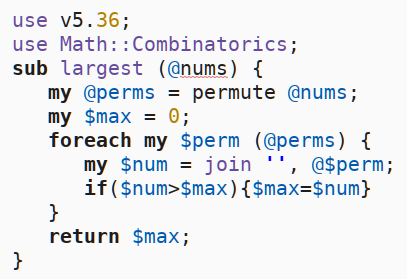 use v5.36;
use Math::Combinatorics;
sub largest (@nums) {
   my @perms = permute @nums;
   my $max = 0;
   foreach my $perm (@perms) {
      my $num = join '', @$perm;
      if($num>$max){$max=$num}
   }
   return $max;
}